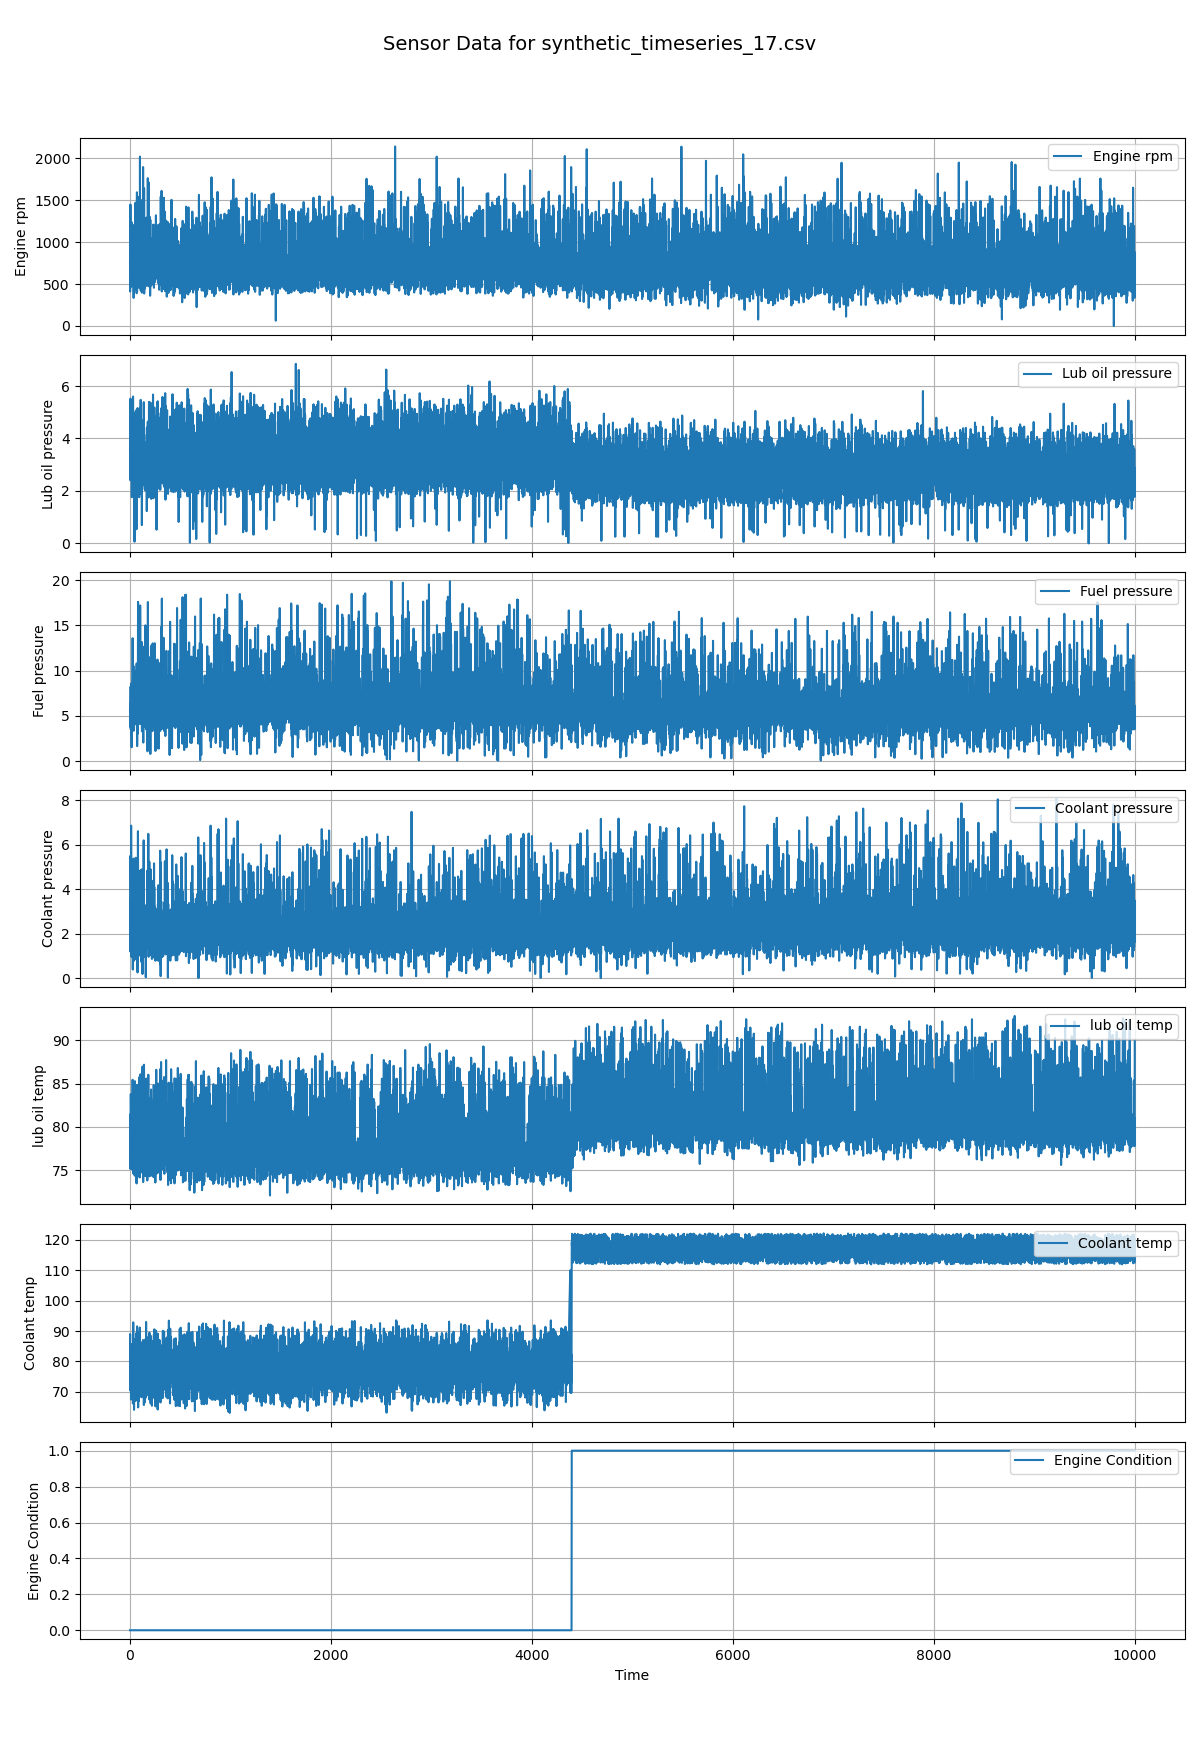 Sensor Data for synthetic_timeseries_17.csv
Engine rpm
2000
1500
1000
500
0
Engine rpm
Lub oil pressure
6
4
2
0
Lub oil pressure
Fuel pressure
20
15
10
5
0
Fuel pressure
Coolant pressure
8
6
4
2
0
Coolant pressure
lub oil temp
90
85
80
75
lub oil temp
Coolant temp
120
110
100
90
80
70
Coolant temp
Engine Condition
1.0
0.8
0.6
0.4
0.2
0.0
Engine Condition
0 2000 4000 6000 8000 10000
Time